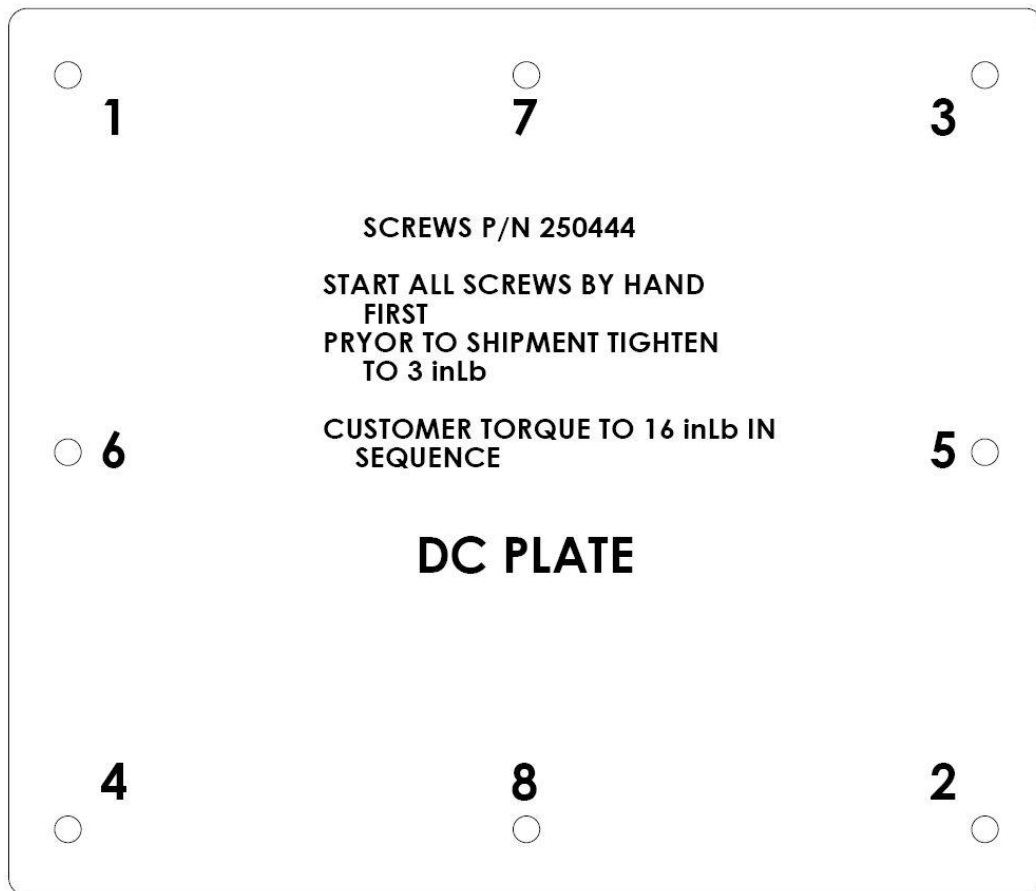 1 7 3
SCREWS P/N 250444
START ALL SCREWS BY HAND
FIRST
PRYOR TO SHIPMENT TIGHTEN
TO 3 inLb
CUSTOMER TORQUE TO 16 inLb IN
SEQUENCE
6 5
DC PLATE
4 8 2